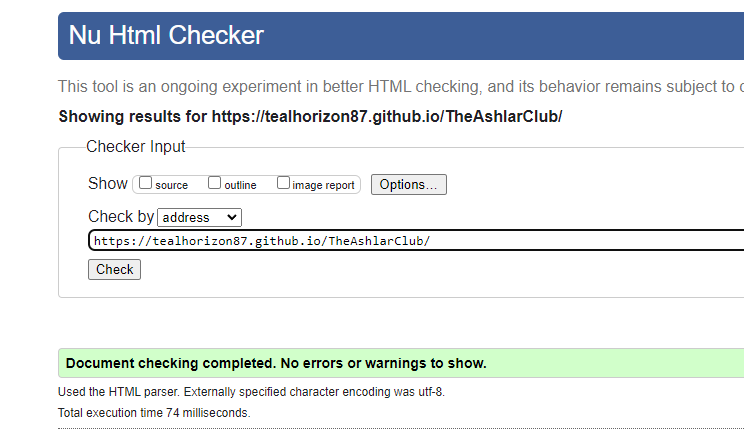 Nu Html Checker
This tool is an ongoing experiment in better HTML checking, and its behavior remains subject to
Showing results for https://tealhorizon87.github.io/TheAshlarClub/
Checker Input
Show source outline image report Options...
Check by address
https://tealhorizon87.github.io/TheAshlarClub/
Check
Document checking completed. No errors or warnings to show.
Used the HTML parser. Externally specified character encoding was utf-8.
Total execution time 74 milliseconds.